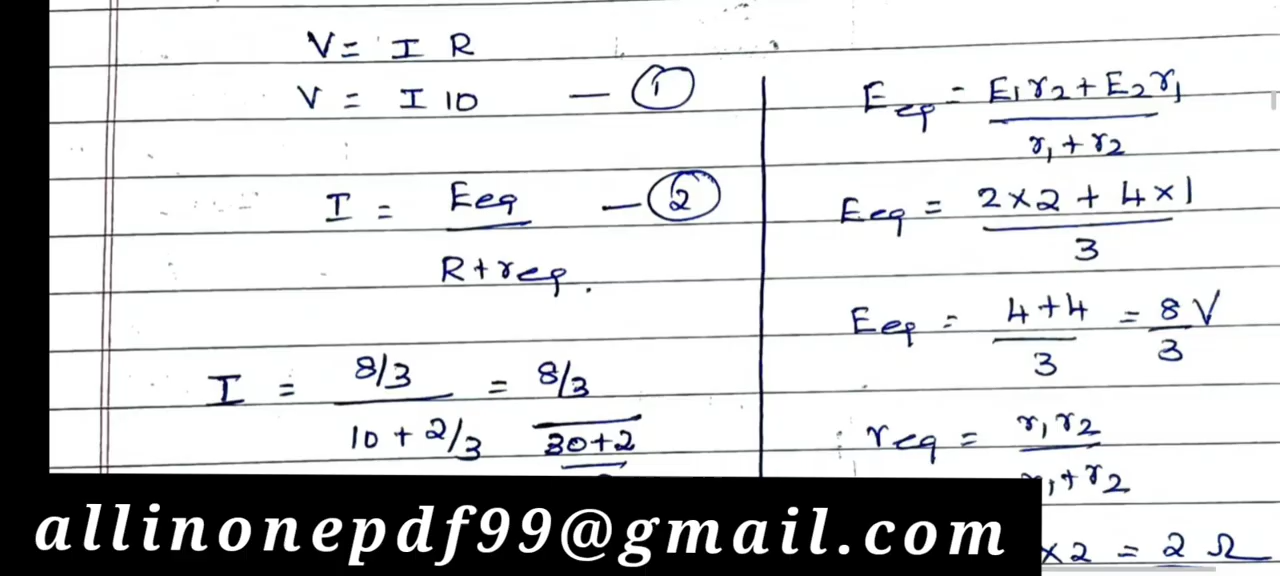 V = I R
V = I 10 — ①
I = Eeq / R + req. — ②
I = 8/3 / 10 + 2/3 = 8/3 / 30+2
Eeq = E1r2 + E2r1 / r1 + r2
Eeq = 2×2 + 4×1 / 3
Eeq = 4+4 / 3 = 8/3 V
req = r1r2 / r1 + r2
×2 = 2 Ω
allinonepdf99@gmail.com